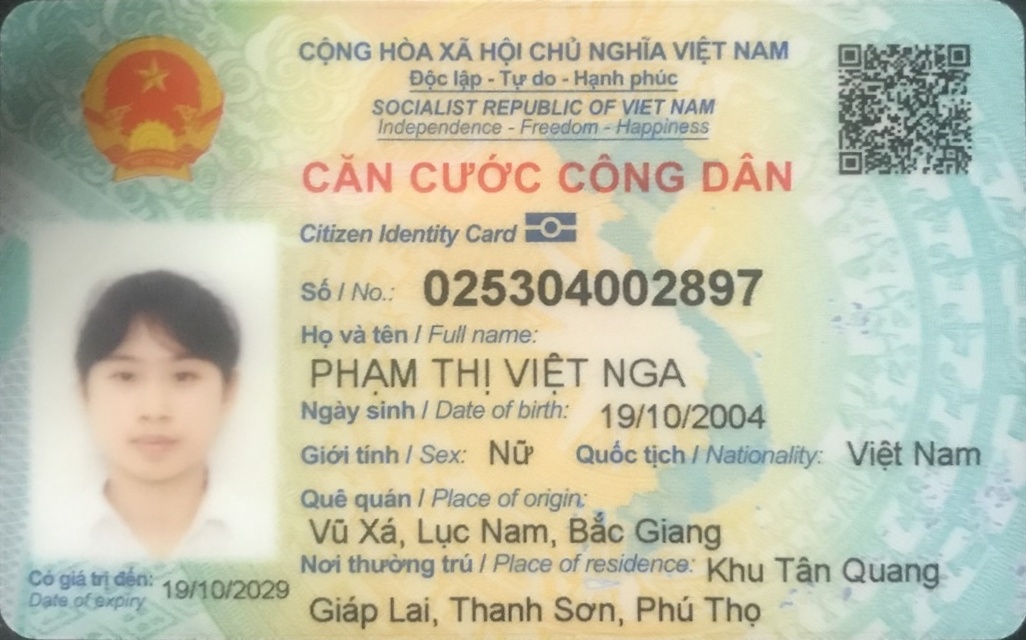 CỘNG HÒA XÃ HỘI CHỦ NGHĨA VIỆT NAM
Độc lập - Tự do - Hạnh phúc
SOCIALIST REPUBLIC OF VIET NAM
Independence - Freedom - Happiness
CĂN CƯỚC CÔNG DÂN
Citizen Identity Card
Số / No.: 025304002897
Họ và tên / Full name:
PHẠM THỊ VIỆT NGA
Ngày sinh / Date of birth: 19/10/2004
Giới tính / Sex: Nữ Quốc tịch / Nationality: Việt Nam
Quê quán / Place of origin:
Vũ Xá, Lục Nam, Bắc Giang
Nơi thường trú / Place of residence: Khu Tân Quang
Giáp Lai, Thanh Sơn, Phú Thọ
Có giá trị đến: 19/10/2029
Date of expiry